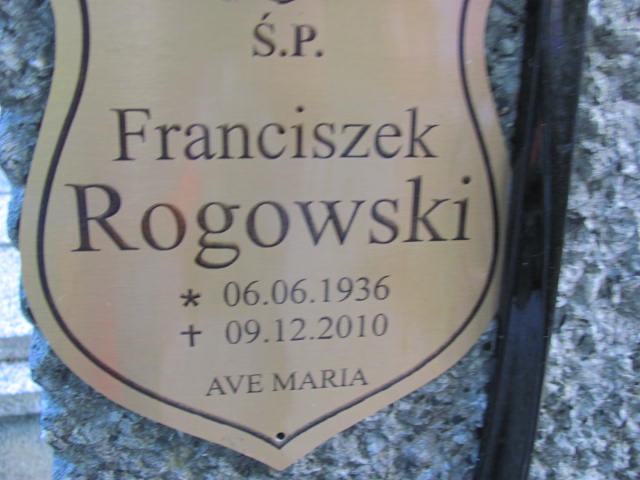 Ś.P.
Franciszek
Rogowski
* 06.06.1936
✝ 09.12.2010
AVE MARIA